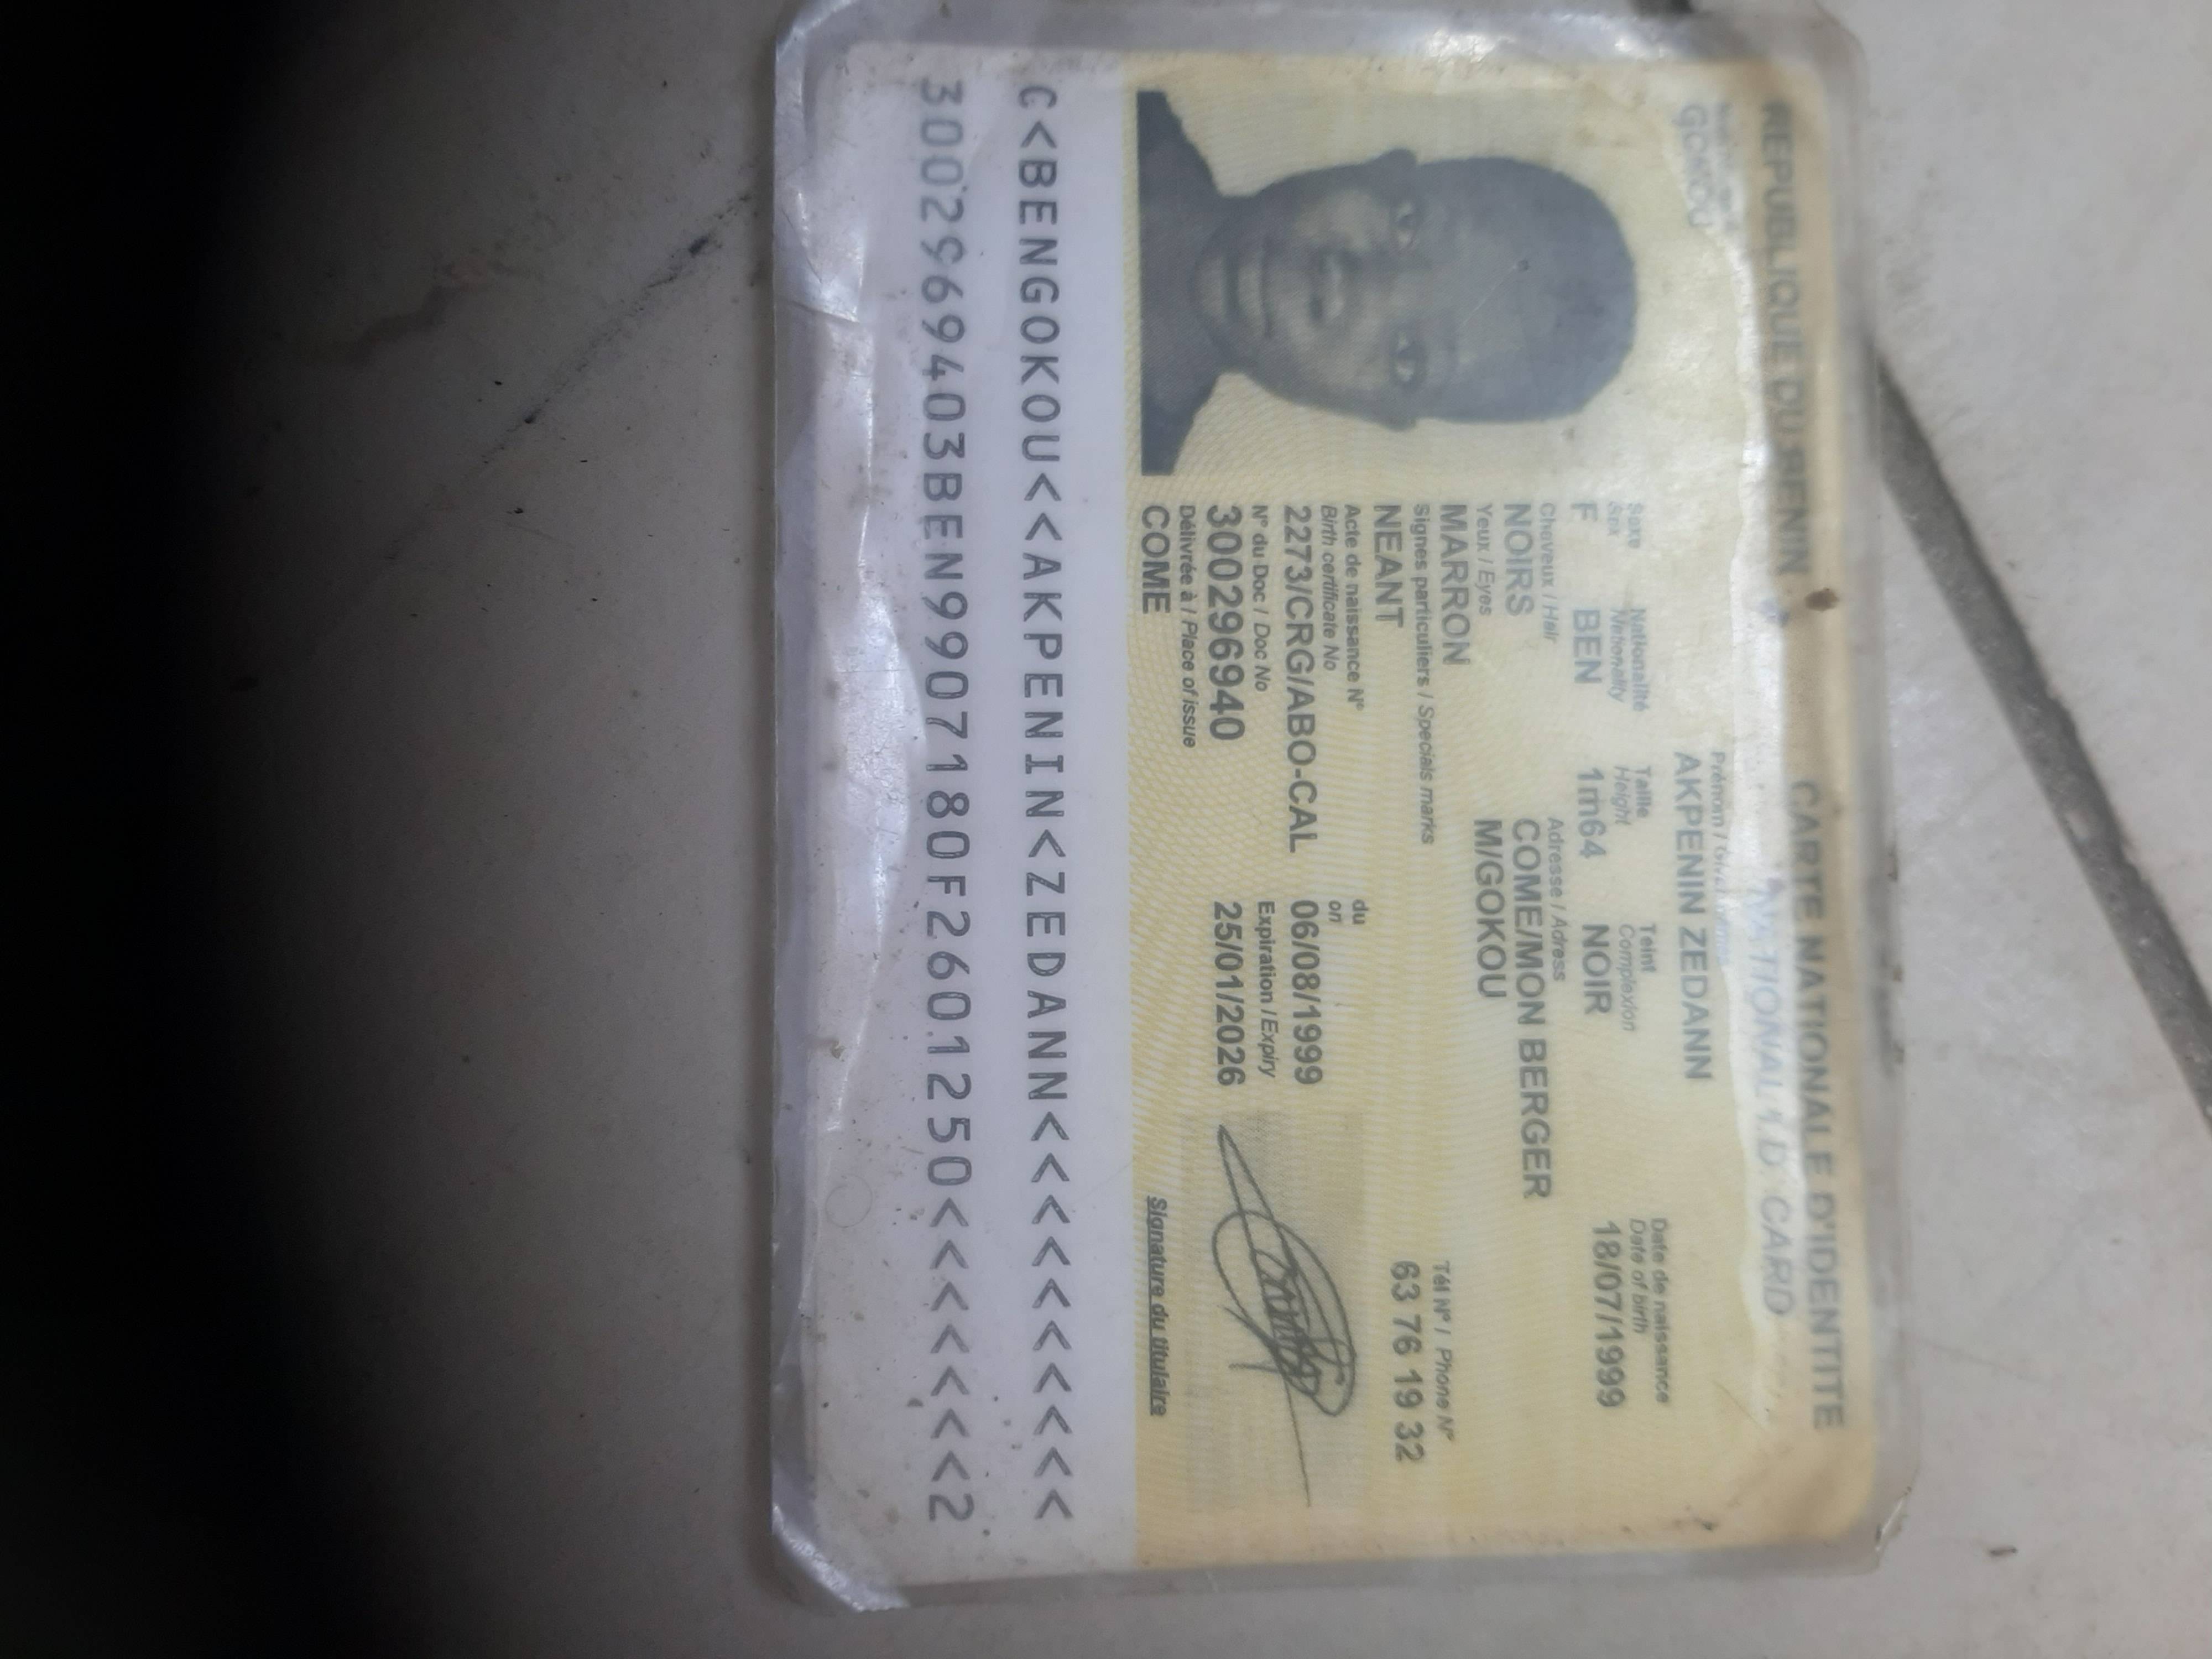 REPUBLIQUE DU BENIN
CARTE NATIONALE D'IDENTITE
NATIONAL I.D CARD
GOKOU
Prénom /
AKPENIN ZEDANN
Sexe Nationalité Taille Teint Date de naissance
Sex Nationality Height Complexion Date of birth
F BEN 1m64 NOIR 18/07/1999
Cheveux / Hair Adresse / Adress
NOIRS COME/MON BERGER
Yeux / Eyes M/GOKOU
MARRON
Signes particuliers / Specials marks Tél N° / Phone N°
NEANT 63 76 19 32
Acte de naissance N° du
Birth certificate No on
2273/CRG/ABO-CAL 06/08/1999
N° du Doc / Doc No Expiration / Expiry
300296940 25/01/2026
Délivrée à / Place of issue
COME Signature du titulaire
C<BENGOKOU<<AKPENIN<ZEDANN<<<<<<<<<<
3002969403BEN9907180F2601250<<<<<<<2